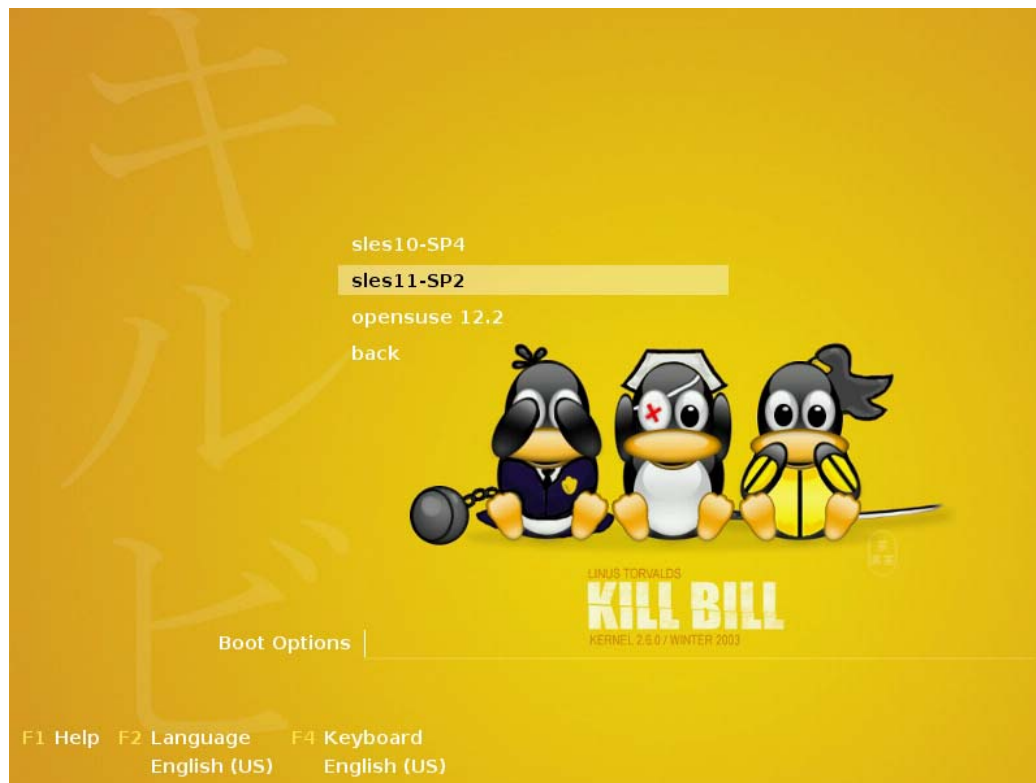 キルビ
sles10-SP4
sles11-SP2
opensuse 12.2
back
LINUS TORVALDS
KILL BILL
KERNEL 2.6.0 / WINTER 2003
Boot Options
F1 Help F2 Language F4 Keyboard
English (US) English (US)